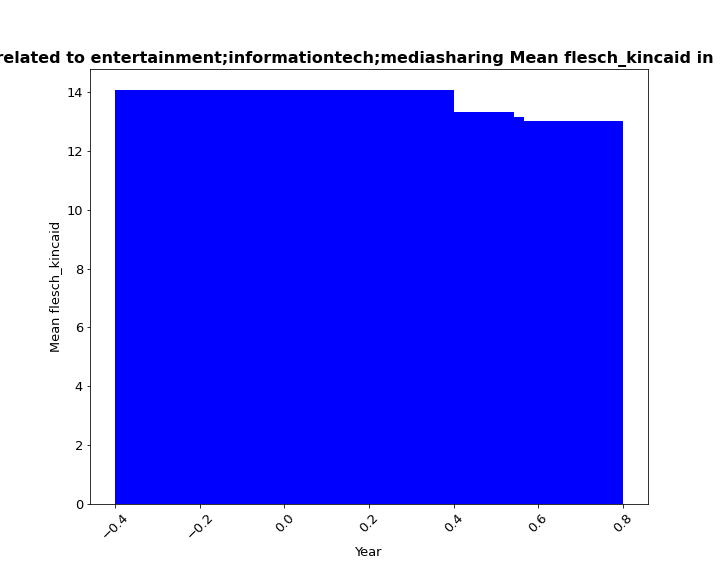 related to entertainment;informationtech;mediasharing Mean flesch_kincaid in
14
12
10
8
6
4
2
0
Mean flesch_kincaid
−0.4 −0.2 0.0 0.2 0.4 0.6 0.8
Year